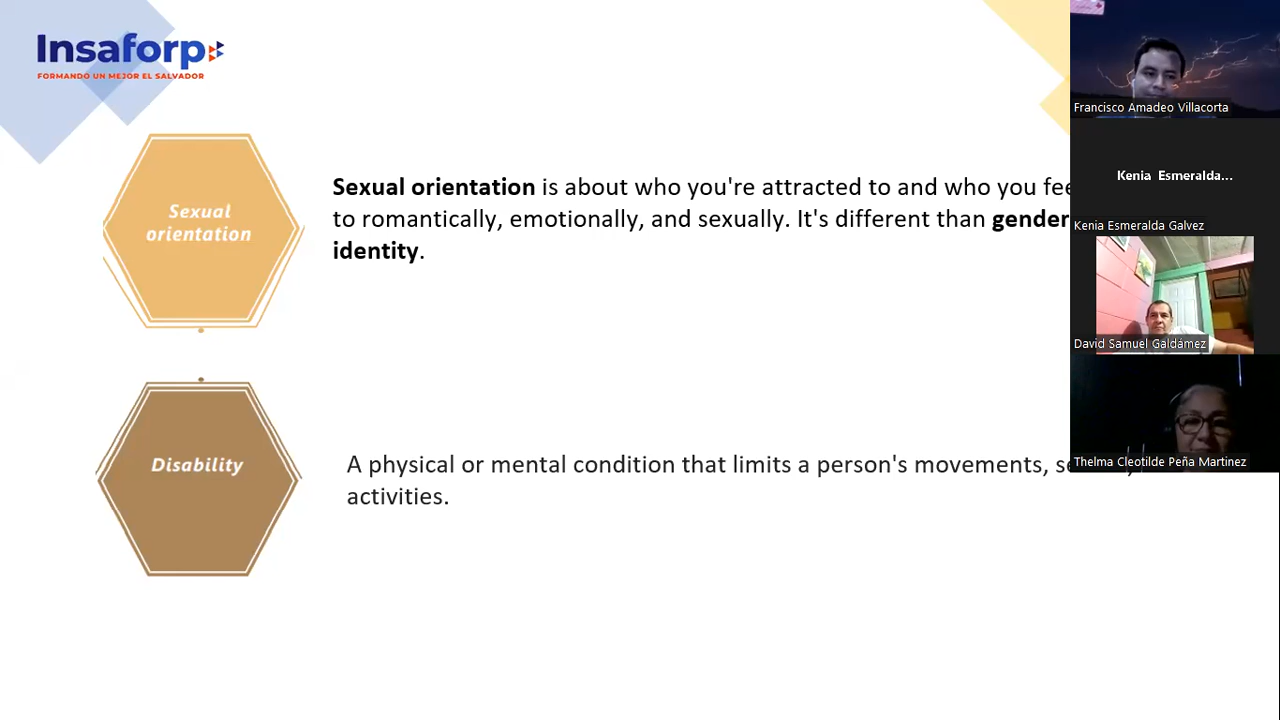 Insaforp
FORMANDO UN MEJOR EL SALVADOR
Sexual
orientation
Sexual orientation is about who you're attracted to and who you
to romantically, emotionally, and sexually. It's different than gender
identity.
Disability
A physical or mental condition that limits a person's movements,
activities.
Francisco Amadeo Villacorta
Kenia Esmeralda...
Kenia Esmeralda Galvez
David Samuel Galdámez
Thelma Cleotilde Peña Martinez